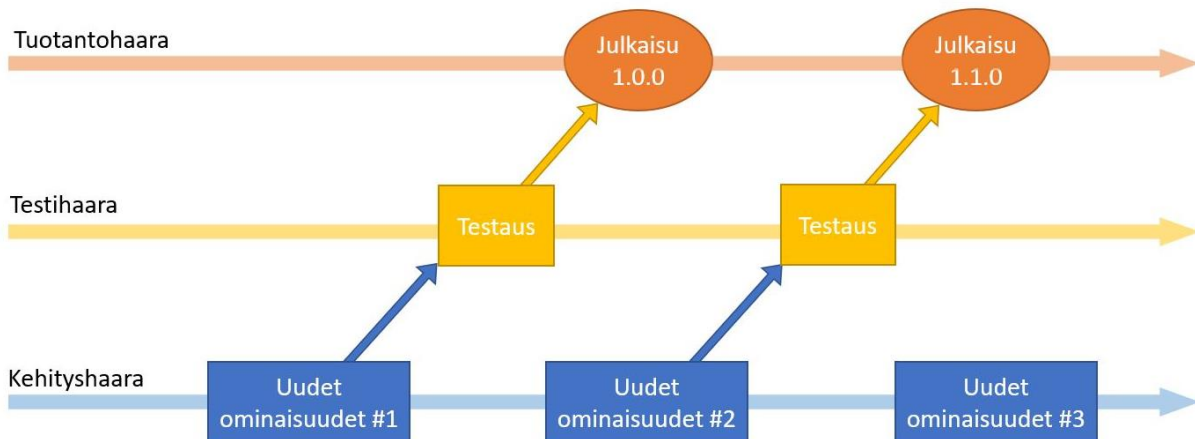 Tuotantohaara
Julkaisu
1.0.0
Julkaisu
1.1.0
Testihaara
Testaus
Testaus
Kehityshaara
Uudet
ominaisuudet #1
Uudet
ominaisuudet #2
Uudet
ominaisuudet #3